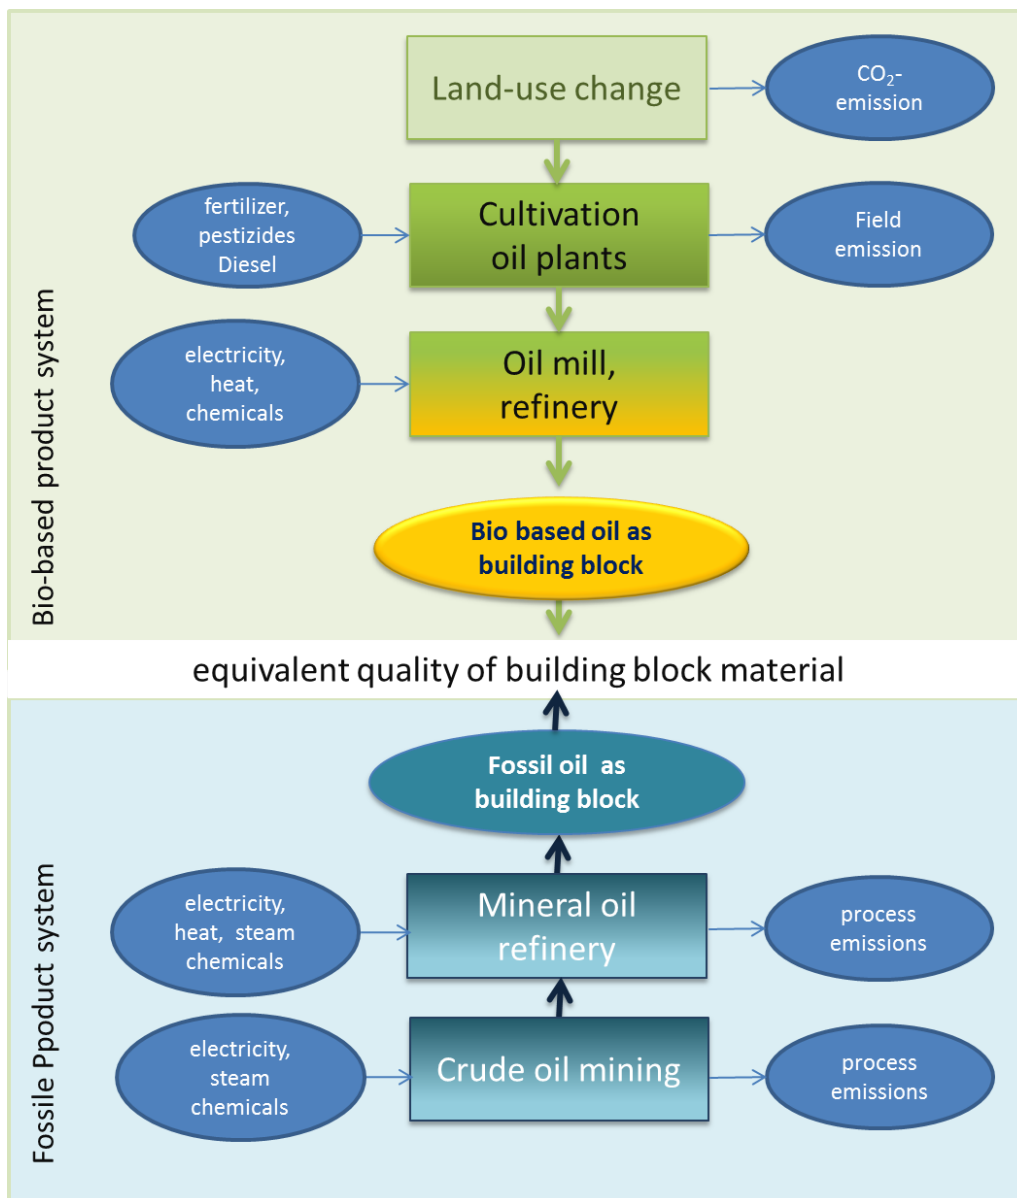 Bio-based product system
Land-use change
CO₂-
emission
fertilizer,
pestizides
Diesel
Cultivation
oil plants
Field
emission
electricity,
heat,
chemicals
Oil mill,
refinery
Bio based oil as
building block
equivalent quality of building block material
Fossile Ppoduct system
Fossil oil  as
building block
electricity,
heat,  steam
chemicals
Mineral oil
refinery
process
emissions
electricity,
steam
chemicals
Crude oil mining
process
emissions